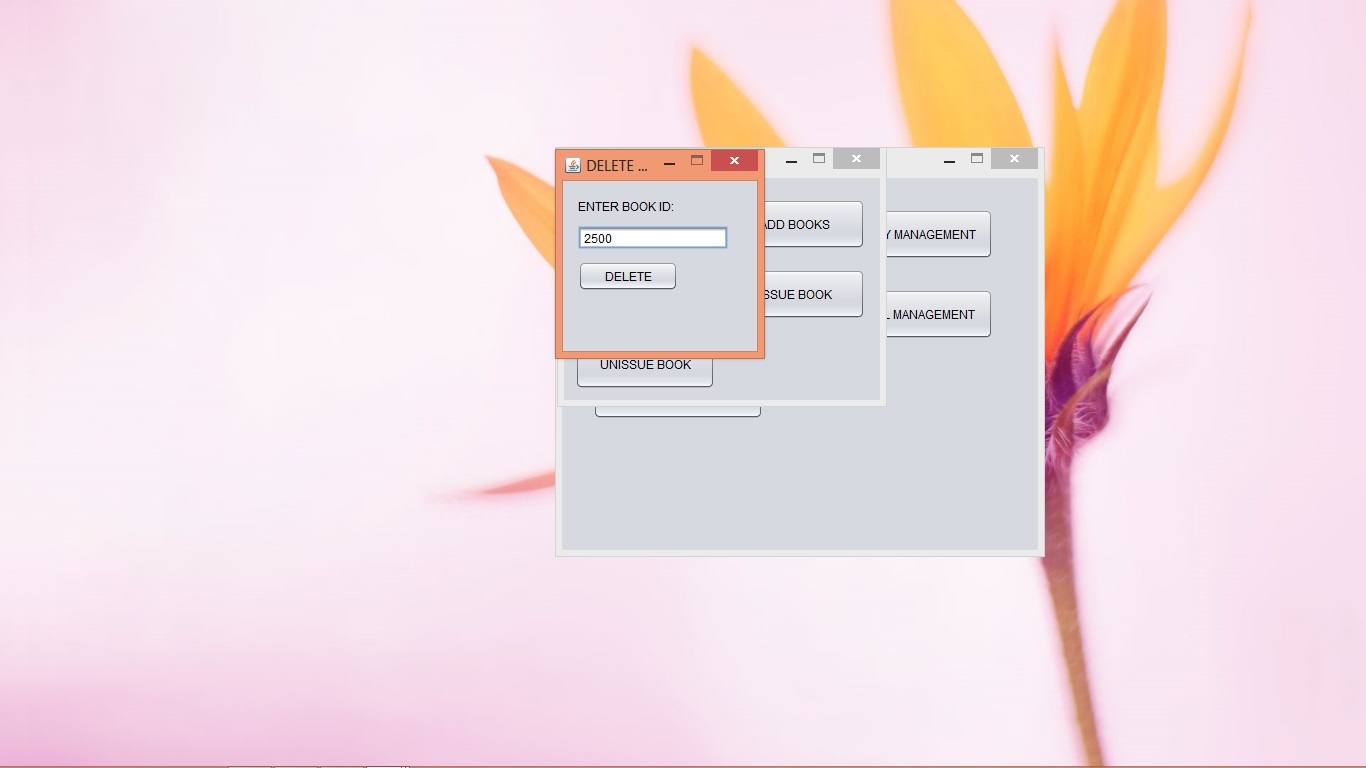 DELETE ...
ENTER BOOK ID:
2500
DELETE
ADD BOOKS
SSUE BOOK
UNISSUE BOOK
Y MANAGEMENT
L MANAGEMENT